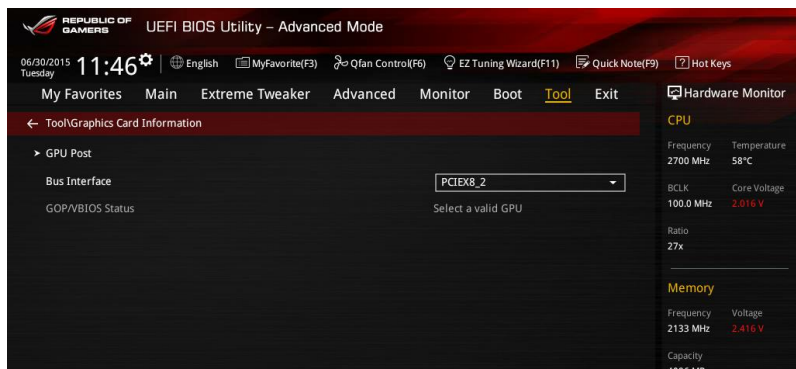 REPUBLIC OF
GAMERS
UEFI BIOS Utility – Advanced Mode
06/30/2015
Tuesday
11:46
English
MyFavorite(F3)
Qfan Control(F6)
EZ Tuning Wizard(F11)
Quick Note(F9)
? Hot Keys
My Favorites Main Extreme Tweaker Advanced Monitor Boot Tool Exit
Hardware Monitor
← Tool\Graphics Card Information
GPU Post
Bus Interface PCIEX8_2
GOP/VBIOS Status Select a valid GPU
CPU
Frequency Temperature
2700 MHz 58°C
BCLK Core Voltage
100.0 MHz 2.016 V
Ratio
27x
Memory
Frequency Voltage
2133 MHz 2.416 V
Capacity